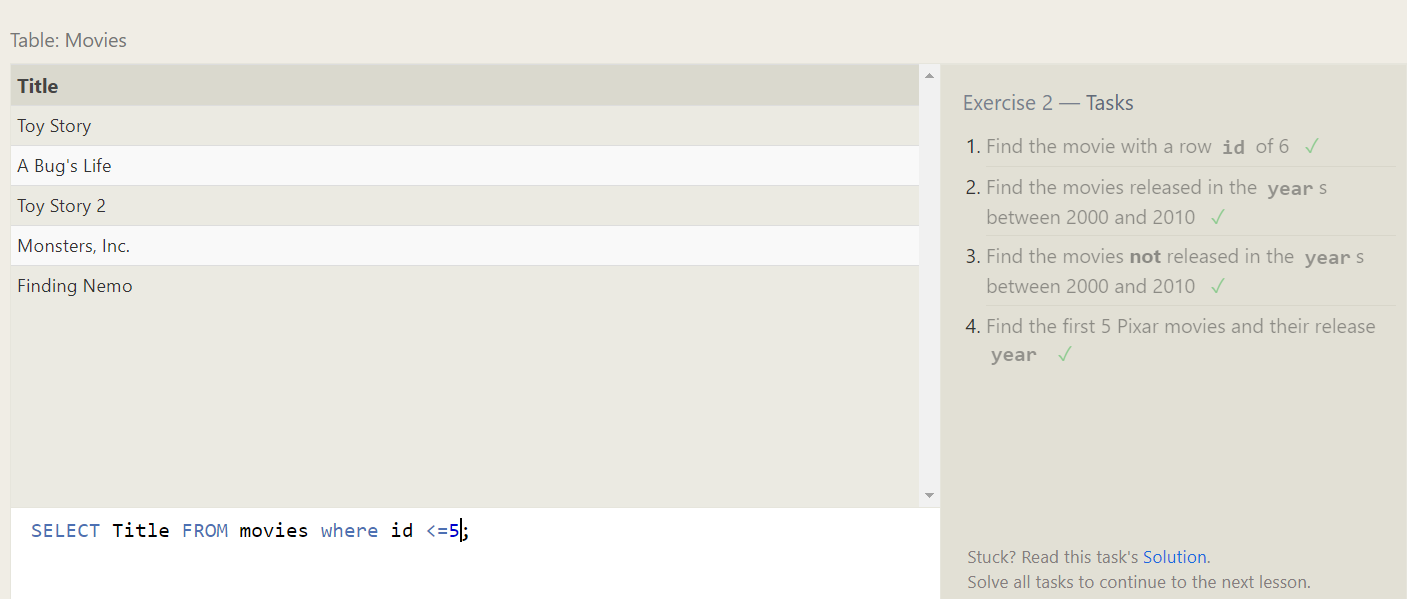 Table: Movies
Title
Toy Story
A Bug's Life
Toy Story 2
Monsters, Inc.
Finding Nemo
SELECT Title FROM movies where id <=5;
Exercise 2 — Tasks
1. Find the movie with a row id of 6 ✓
2. Find the movies released in the year s
between 2000 and 2010 ✓
3. Find the movies not released in the year s
between 2000 and 2010 ✓
4. Find the first 5 Pixar movies and their release
year ✓
Stuck? Read this task's Solution.
Solve all tasks to continue to the next lesson.